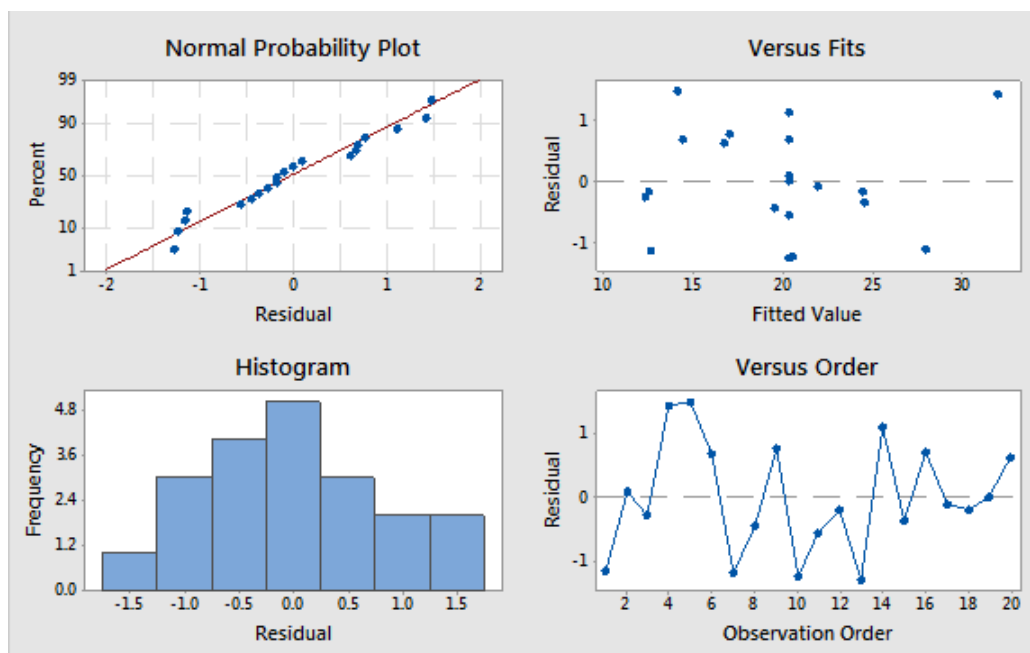 Normal Probability Plot
99
90
50
10
1
Percent
-2 -1 0 1 2
Residual
Versus Fits
1
0
-1
Residual
10 15 20 25 30
Fitted Value
Histogram
4.8
3.6
2.4
1.2
0.0
Frequency
-1.5 -1.0 -0.5 0.0 0.5 1.0 1.5
Residual
Versus Order
1
0
-1
Residual
2 4 6 8 10 12 14 16 18 20
Observation Order